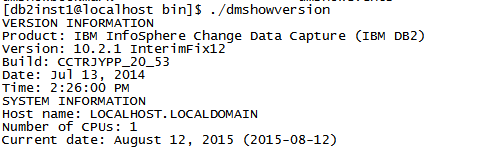 [db2inst1@localhost bin]$ ./dmshowversion
VERSION INFORMATION
Product: IBM InfoSphere Change Data Capture (IBM DB2)
Version: 10.2.1 InterimFix12
Build: CCTRJYPP_20_53
Date: Jul 13, 2014
Time: 2:26:00 PM
SYSTEM INFORMATION
Host name: LOCALHOST.LOCALDOMAIN
Number of CPUs: 1
Current date: August 12, 2015 (2015-08-12)